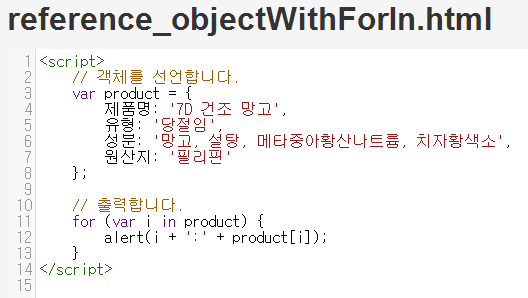 reference_objectWithForIn.html
1 <script>
2     // 객체를 선언합니다.
3     var product = {
4         제품명: '7D 건조 망고',
5         유형: '당절임',
6         성분: '망고, 설탕, 메타중아황산나트륨, 치자황색소',
7         원산지: '필리핀'
8     };
9
10     // 출력합니다.
11     for (var i in product) {
12         alert(i + ':' + product[i]);
13     }
14 </script>
15